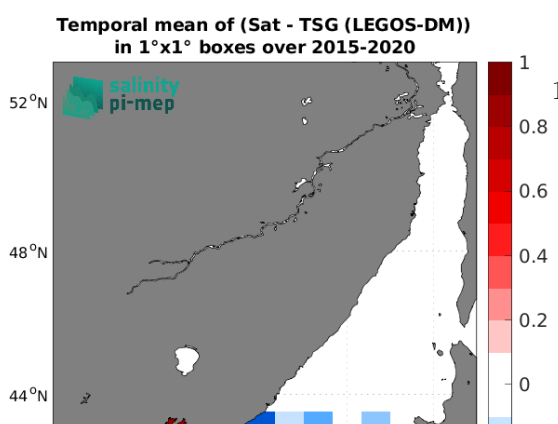 Temporal mean of (Sat - TSG (LEGOS-DM))
in 1°x1° boxes over 2015-2020
salinity
pi-mep
52°N
48°N
44°N
1
0.8
0.6
0.4
0.2
0